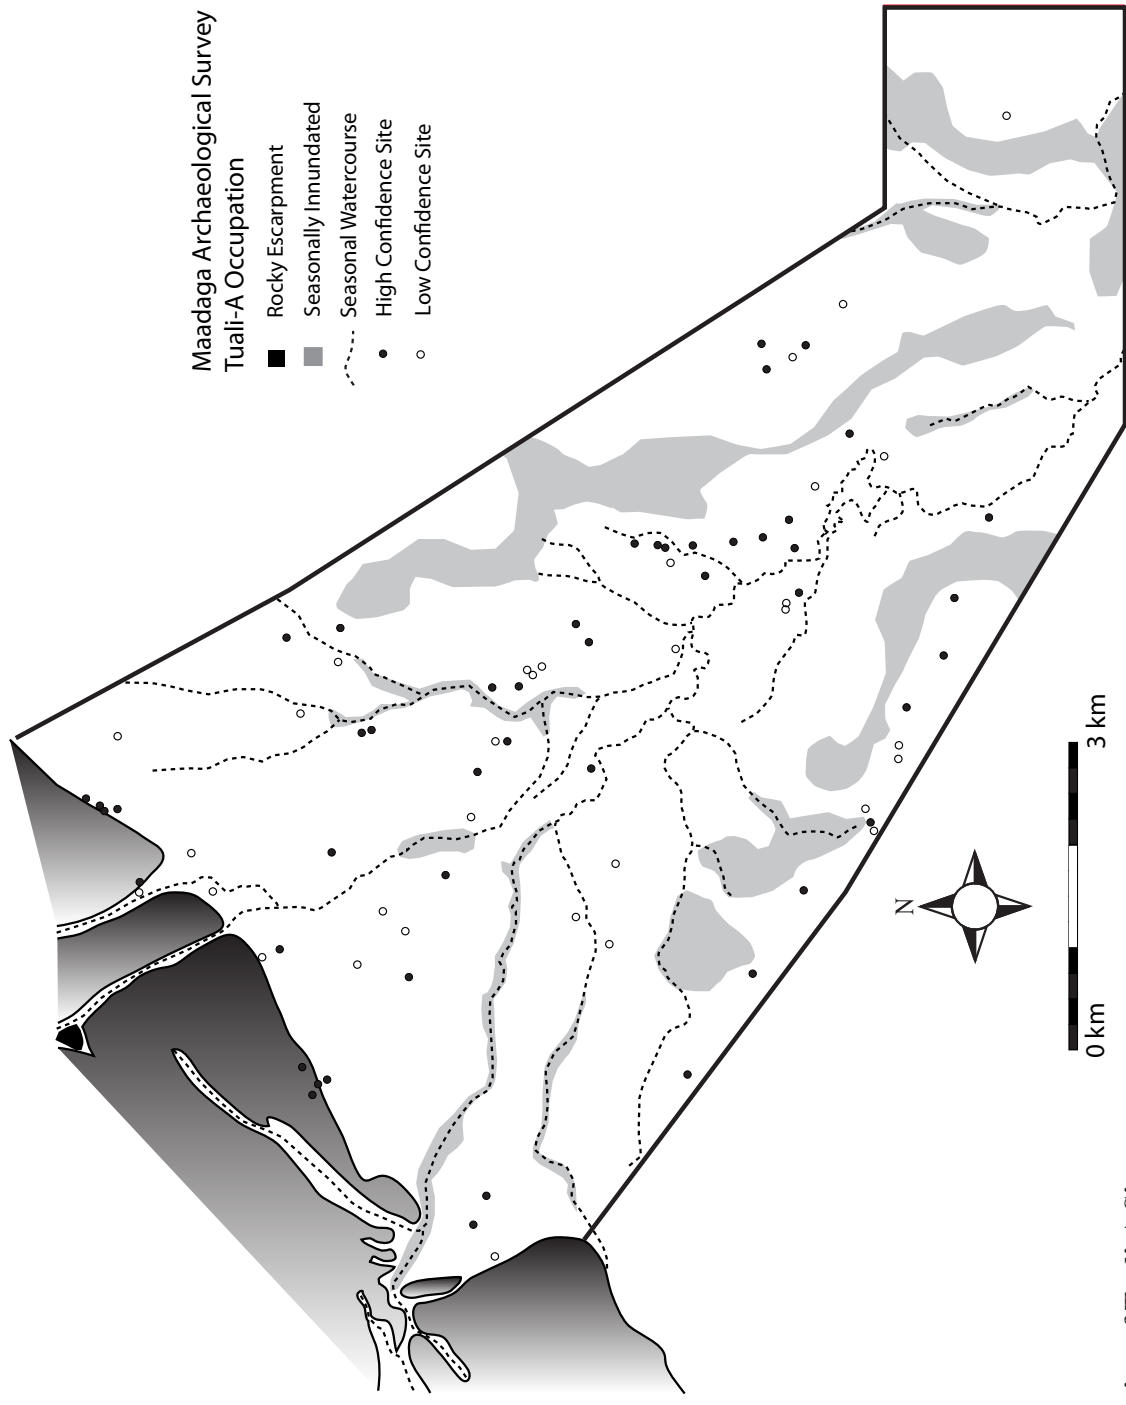 Maadaga Archaeological Survey
Tuali-A Occupation
Rocky Escarpment
Seasonally Innundated
Seasonal Watercourse
High Confidence Site
Low Confidence Site
N
0 km
3 km